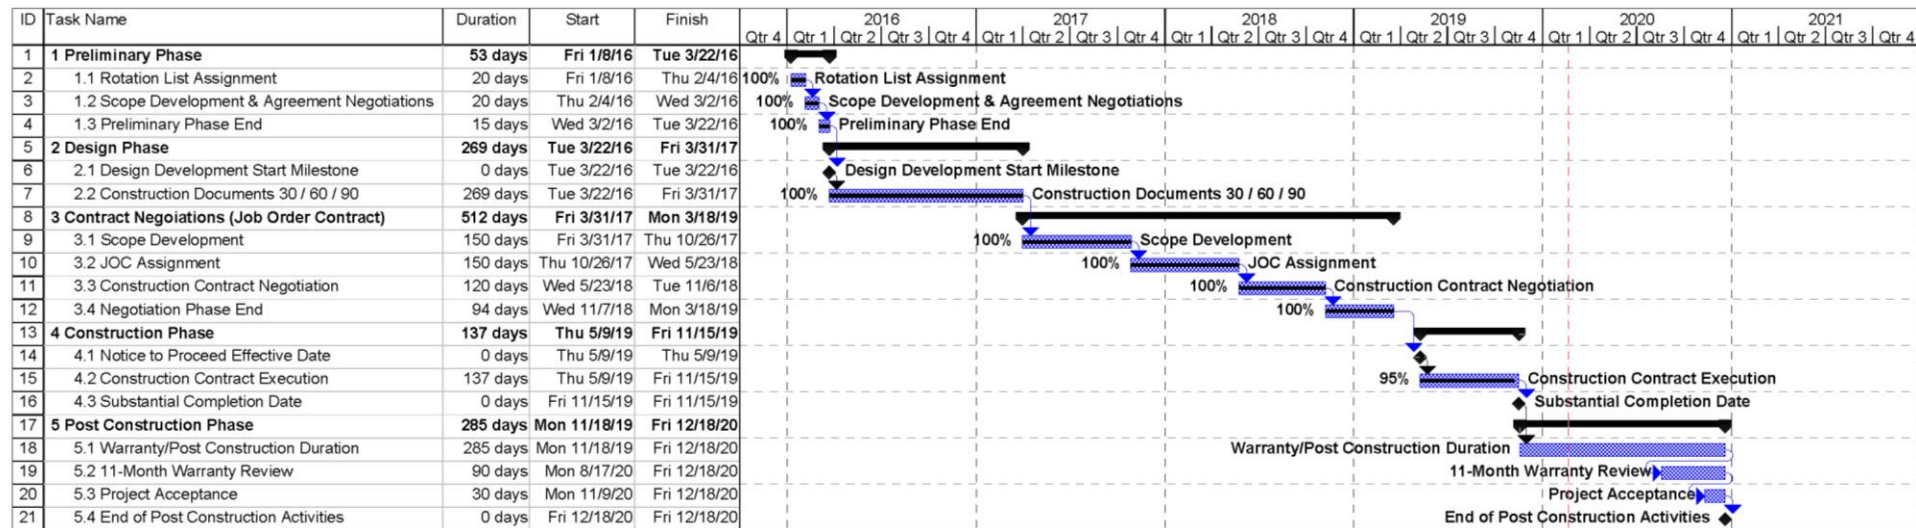 ID Task Name Duration Start Finish 2016 2017 2018 2019 2020 2021
Qtr 4 Qtr 1 Qtr 2 Qtr 3 Qtr 4 Qtr 1 Qtr 2 Qtr 3 Qtr 4 Qtr 1 Qtr 2 Qtr 3 Qtr 4 Qtr 1 Qtr 2 Qtr 3 Qtr 4 Qtr 1 Qtr 2 Qtr 3 Qtr 4 Qtr 1 Qtr 2 Qtr 3 Qtr 4
1 1 Preliminary Phase 53 days Fri 1/8/16 Tue 3/22/16
2 1.1 Rotation List Assignment 20 days Fri 1/8/16 Thu 2/4/16 100% Rotation List Assignment
3 1.2 Scope Development & Agreement Negotiations 20 days Thu 2/4/16 Wed 3/2/16 100% Scope Development & Agreement Negotiations
4 1.3 Preliminary Phase End 15 days Wed 3/2/16 Tue 3/22/16 100% Preliminary Phase End
5 2 Design Phase 269 days Tue 3/22/16 Fri 3/31/17
6 2.1 Design Development Start Milestone 0 days Tue 3/22/16 Tue 3/22/16 Design Development Start Milestone
7 2.2 Construction Documents 30 / 60 / 90 269 days Tue 3/22/16 Fri 3/31/17 100% Construction Documents 30 / 60 / 90
8 3 Contract Negoiations (Job Order Contract) 512 days Fri 3/31/17 Mon 3/18/19
9 3.1 Scope Development 150 days Fri 3/31/17 Thu 10/26/17 100% Scope Development
10 3.2 JOC Assignment 150 days Thu 10/26/17 Wed 5/23/18 100% JOC Assignment
11 3.3 Construction Contract Negotiation 120 days Wed 5/23/18 Tue 11/6/18 100% Construction Contract Negotiation
12 3.4 Negotiation Phase End 94 days Wed 11/7/18 Mon 3/18/19 100%
13 4 Construction Phase 137 days Thu 5/9/19 Fri 11/15/19
14 4.1 Notice to Proceed Effective Date 0 days Thu 5/9/19 Thu 5/9/19
15 4.2 Construction Contract Execution 137 days Thu 5/9/19 Fri 11/15/19 95% Construction Contract Execution
16 4.3 Substantial Completion Date 0 days Fri 11/15/19 Fri 11/15/19 Substantial Completion Date
17 5 Post Construction Phase 285 days Mon 11/18/19 Fri 12/18/20
18 5.1 Warranty/Post Construction Duration 285 days Mon 11/18/19 Fri 12/18/20 Warranty/Post Construction Duration
19 5.2 11-Month Warranty Review 90 days Mon 8/17/20 Fri 12/18/20 11-Month Warranty Review
20 5.3 Project Acceptance 30 days Mon 11/9/20 Fri 12/18/20 Project Acceptance
21 5.4 End of Post Construction Activities 0 days Fri 12/18/20 Fri 12/18/20 End of Post Construction Activities